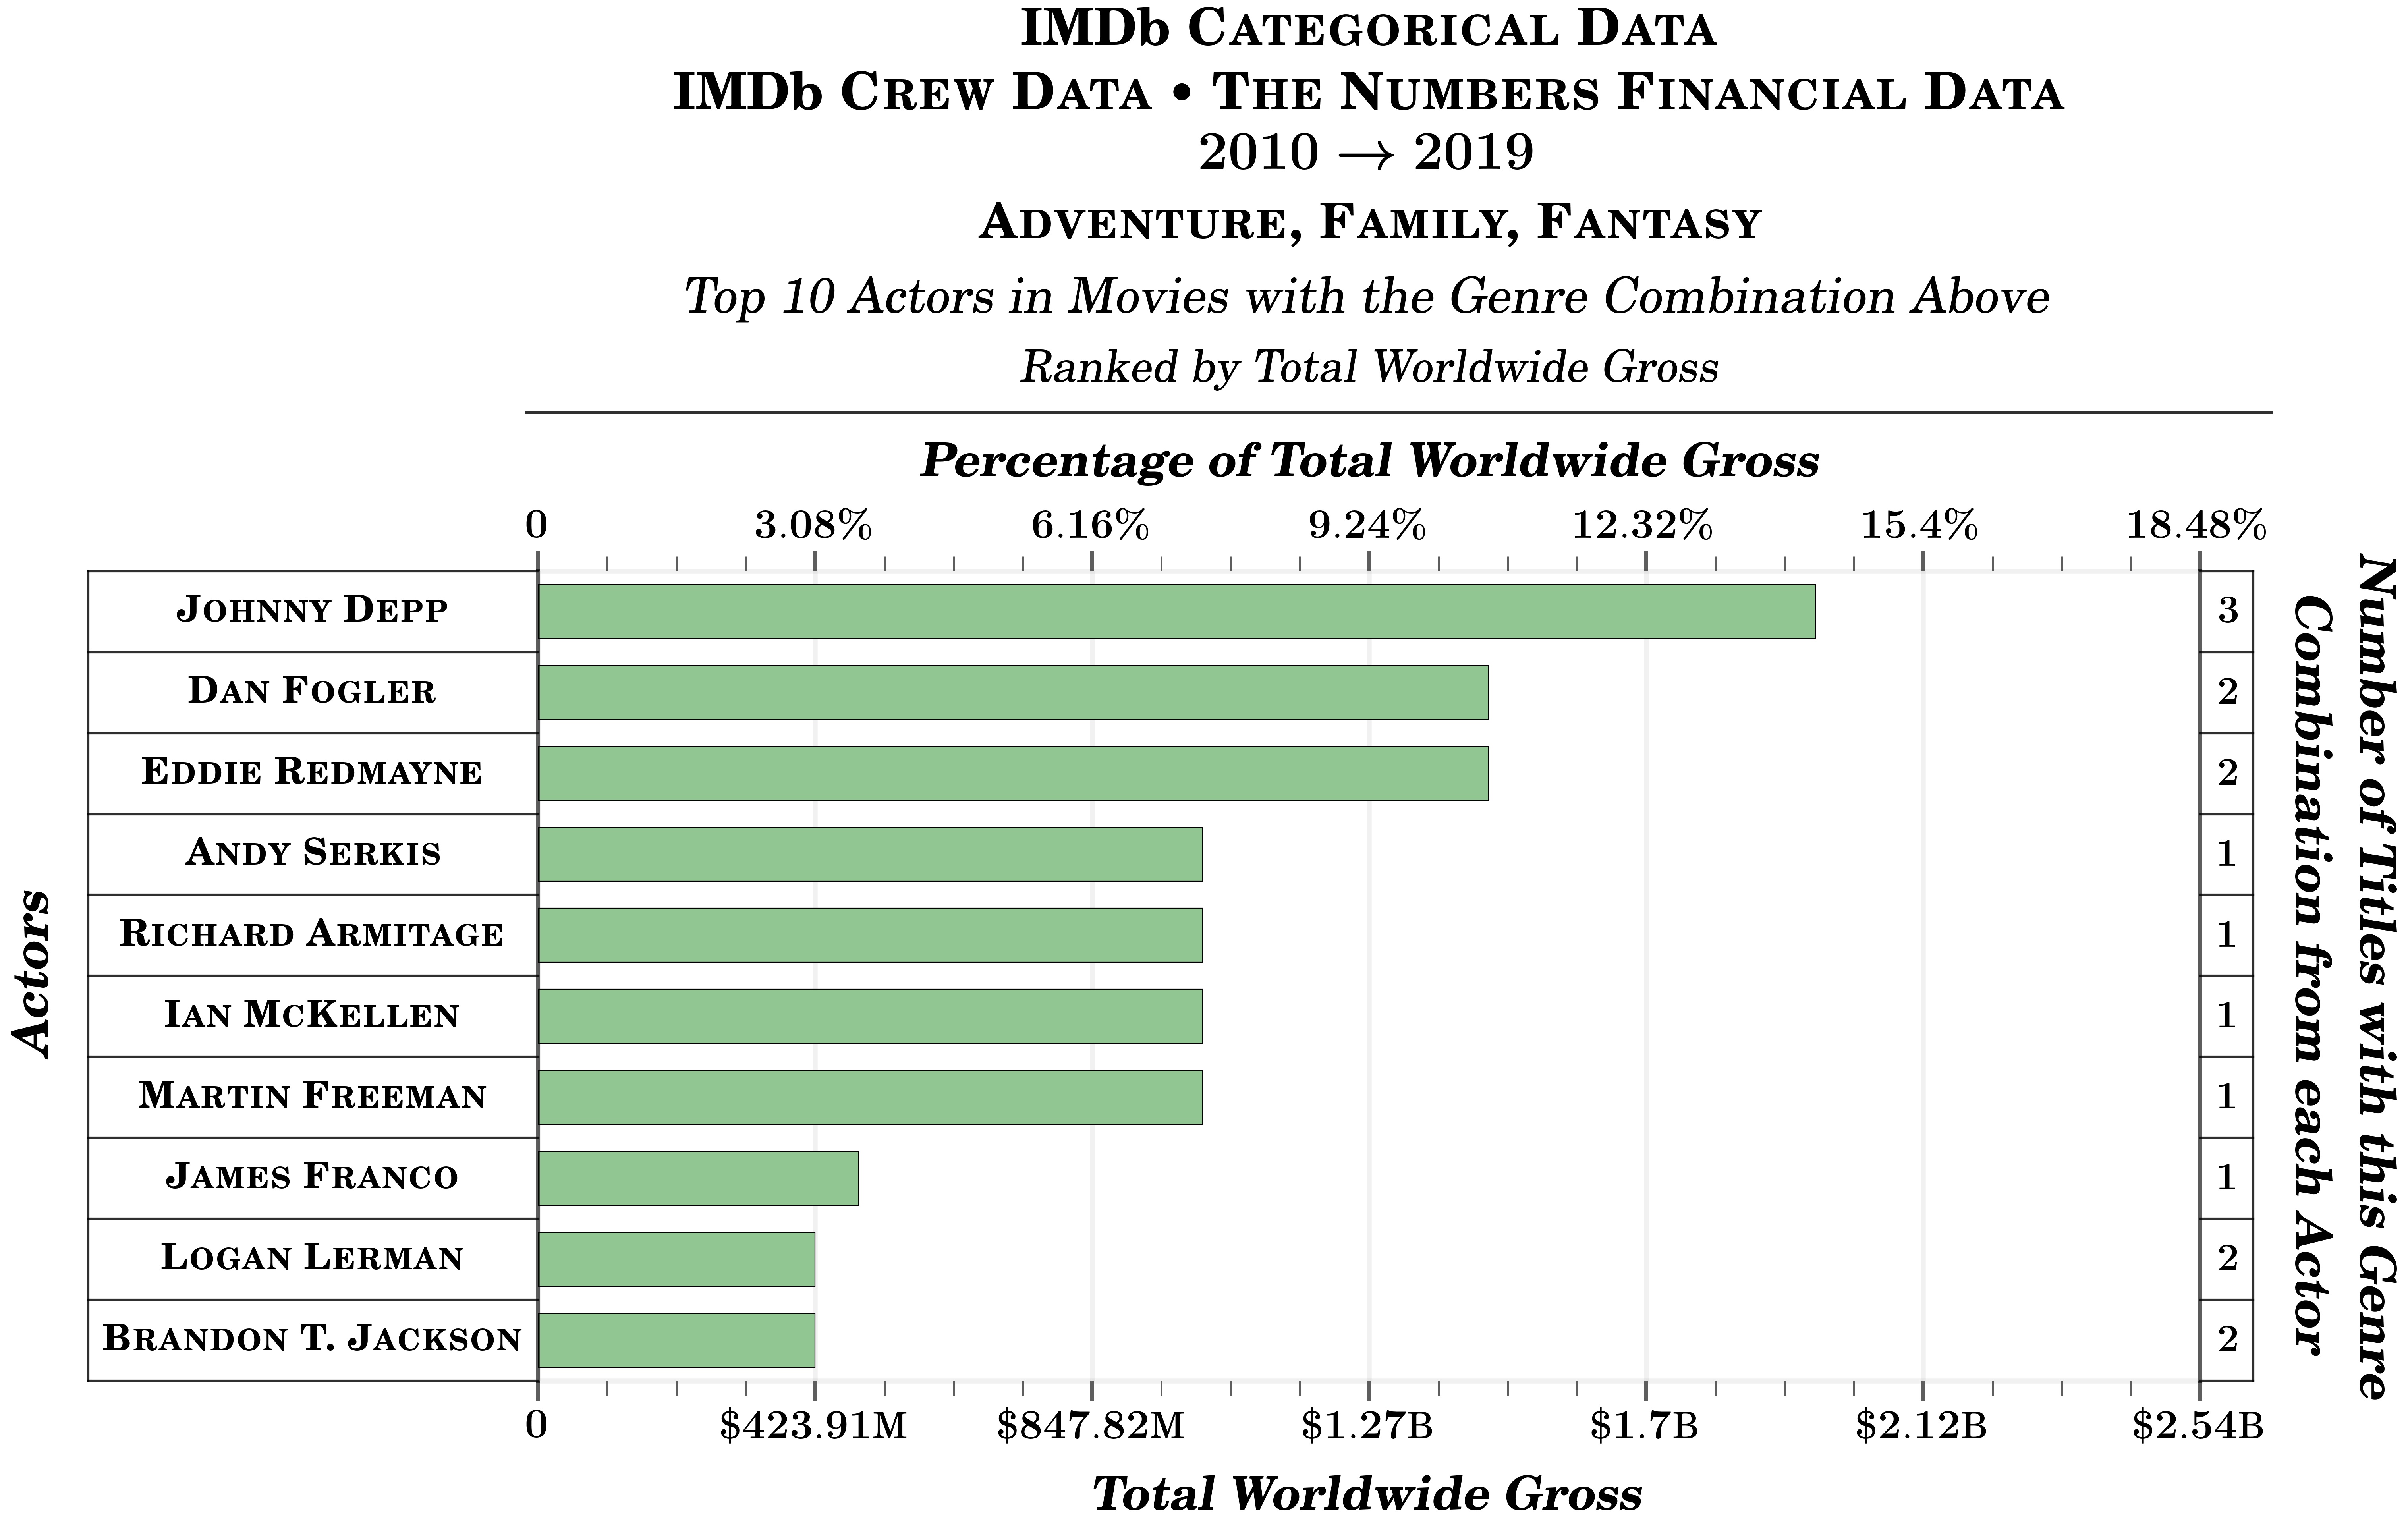 IMDb Categorical Data
IMDb Crew Data • The Numbers Financial Data
2010 → 2019
Adventure, Family, Fantasy
Top 10 Actors in Movies with the Genre Combination Above
Ranked by Total Worldwide Gross
Percentage of Total Worldwide Gross
0 3.08% 6.16% 9.24% 12.32% 15.4% 18.48%
Johnny Depp 3
Dan Fogler 2
Eddie Redmayne 2
Andy Serkis 1
Richard Armitage 1
Ian McKellen 1
Martin Freeman 1
James Franco 1
Logan Lerman 2
Brandon T. Jackson 2
0 $423.91M $847.82M $1.27B $1.7B $2.12B $2.54B
Total Worldwide Gross
Actors
Number of Titles with this Genre
Combination from each Actor